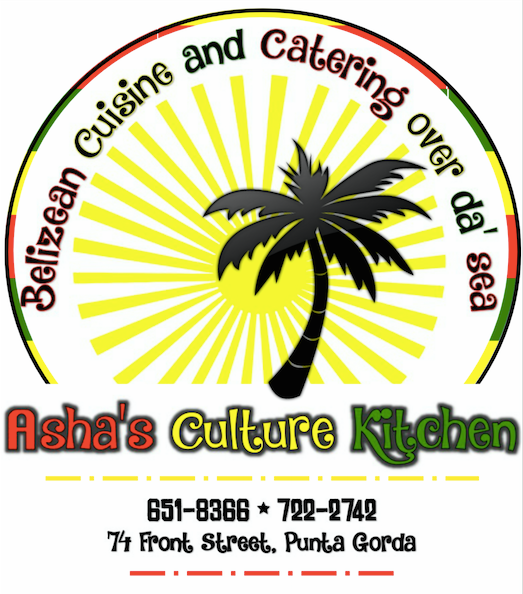 Belizean Cuisine and Catering over da' sea
Asha's Culture Kitchen
651-8366 * 722-2742
74 Front Street, Punta Gorda